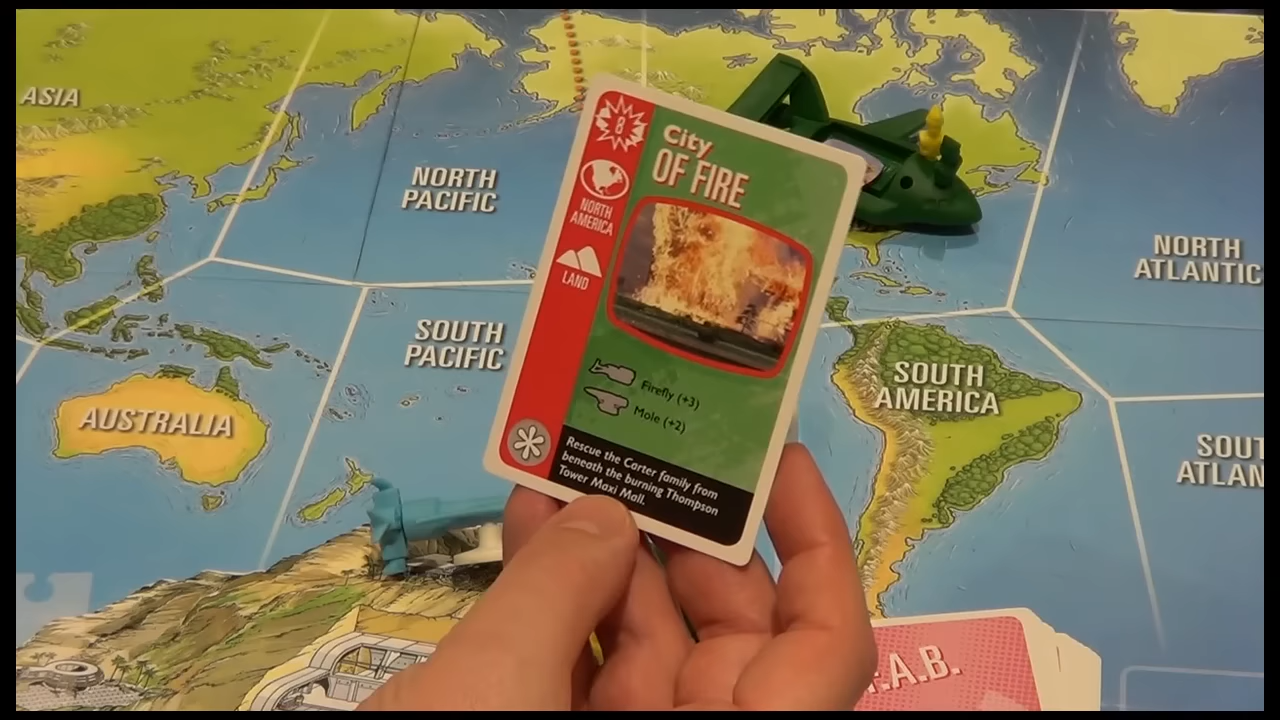 ASIA
NORTH
PACIFIC
SOUTH
PACIFIC
AUSTRALIA
8
NORTH
AMERICA
LAND
City
OF FIRE
Firefly (+3)
Mole (+2)
Rescue the Carter family from
beneath the burning Thompson
Tower Maxi Mall.
NORTH
ATLANTIC
SOUTH
AMERICA
SOUT
ATLAN
F.A.B.